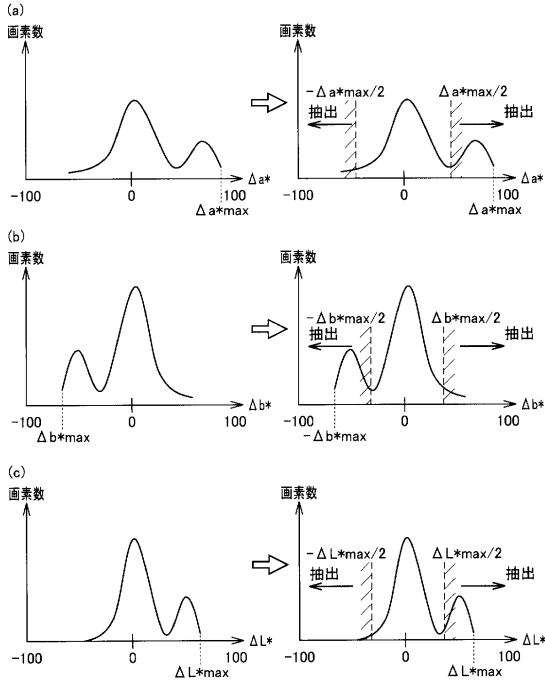 (a)
画素数
画素数
-Δa*max/2
Δa*max/2
抽出
抽出
-100
0
100
Δa*
Δa*max
-100
0
100
Δa*
Δa*max
(b)
画素数
画素数
-Δb*max/2
Δb*max/2
抽出
抽出
-100
0
100
Δb*
Δb*max
-100
0
100
Δb*
-Δb*max
(c)
画素数
画素数
-ΔL*max/2
ΔL*max/2
抽出
抽出
-100
0
100
ΔL*
ΔL*max
-100
0
100
ΔL*
ΔL*max